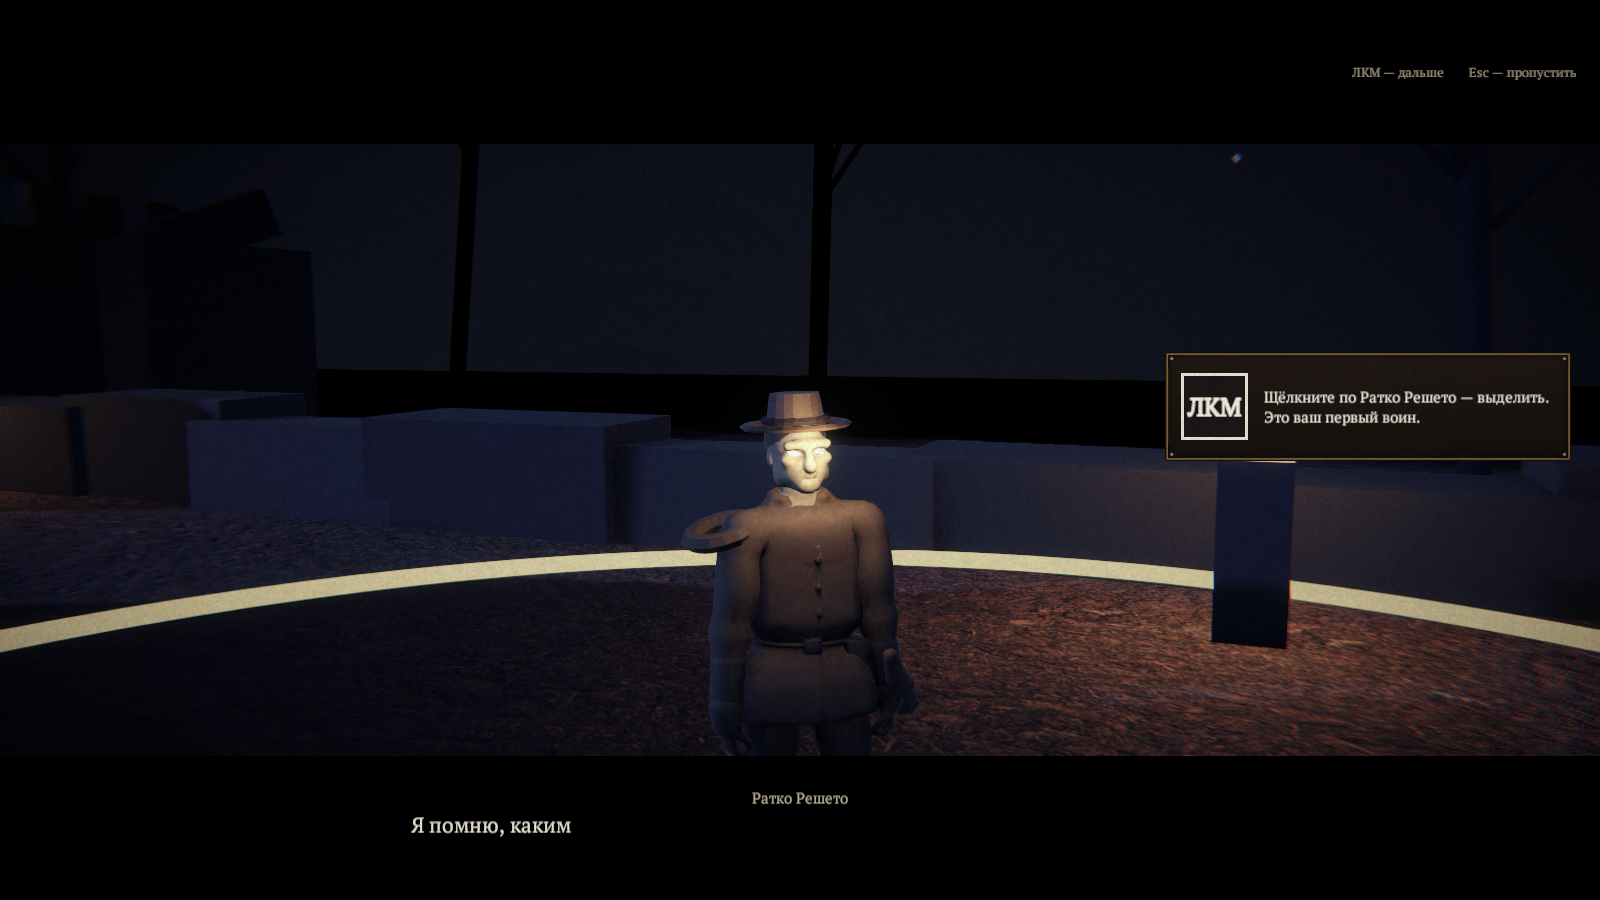 ЛКМ — дальше Esc — пропустить
ЛКМ
Щёлкните по Ратко Решето — выделить.
Это ваш первый воин.
Ратко Решето
Я помню, каким